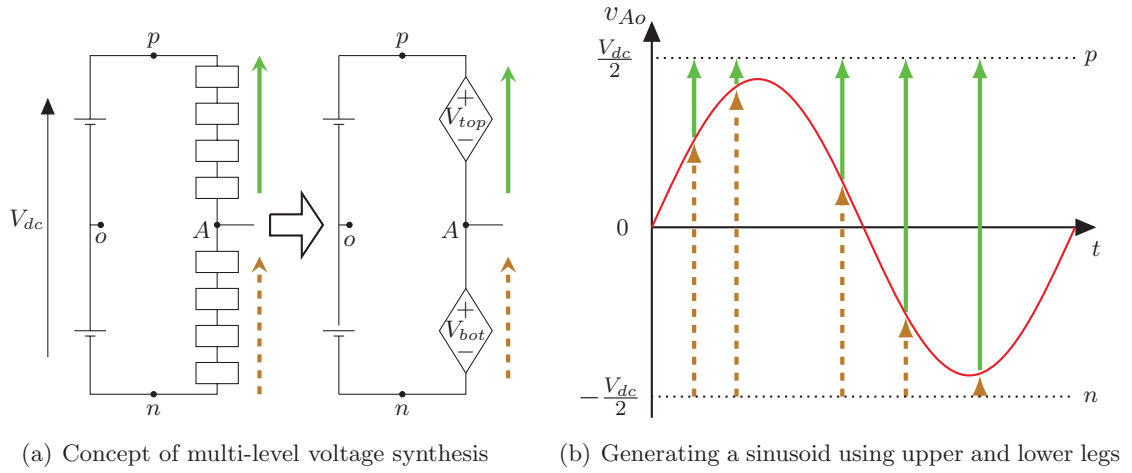 p
V_dc
o
A
n
p
+
V_top
−
o
A
+
V_bot
−
n
v_Ao
V_dc/2
p
0
t
−V_dc/2
n
(a) Concept of multi-level voltage synthesis
(b) Generating a sinusoid using upper and lower legs